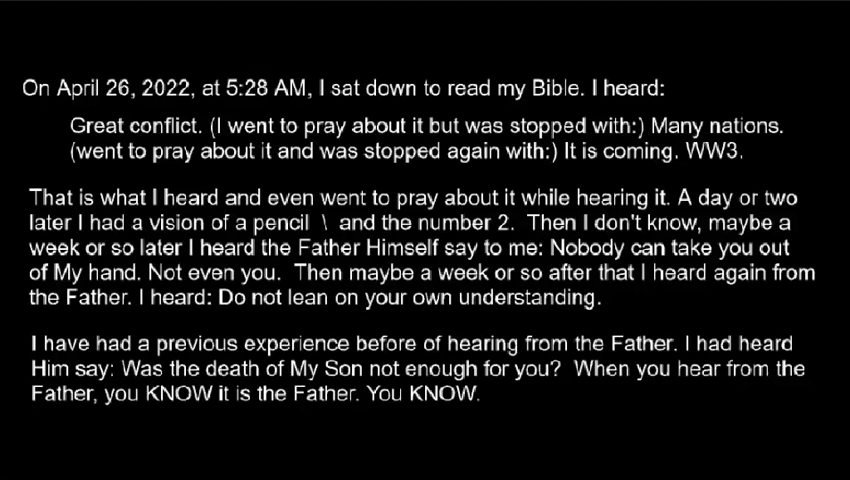 On April 26, 2022, at 5:28 AM, I sat down to read my Bible. I heard:
Great conflict. (I went to pray about it but was stopped with:) Many nations.
(went to pray about it and was stopped again with:) It is coming. WW3.
That is what I heard and even went to pray about it while hearing it. A day or two
later I had a vision of a pencil \ and the number 2. Then I don't know, maybe a
week or so later I heard the Father Himself say to me: Nobody can take you out
of My hand. Not even you. Then maybe a week or so after that I heard again from
the Father. I heard: Do not lean on your own understanding.
I have had a previous experience before of hearing from the Father. I had heard
Him say: Was the death of My Son not enough for you? When you hear from the
Father, you KNOW it is the Father. You KNOW.